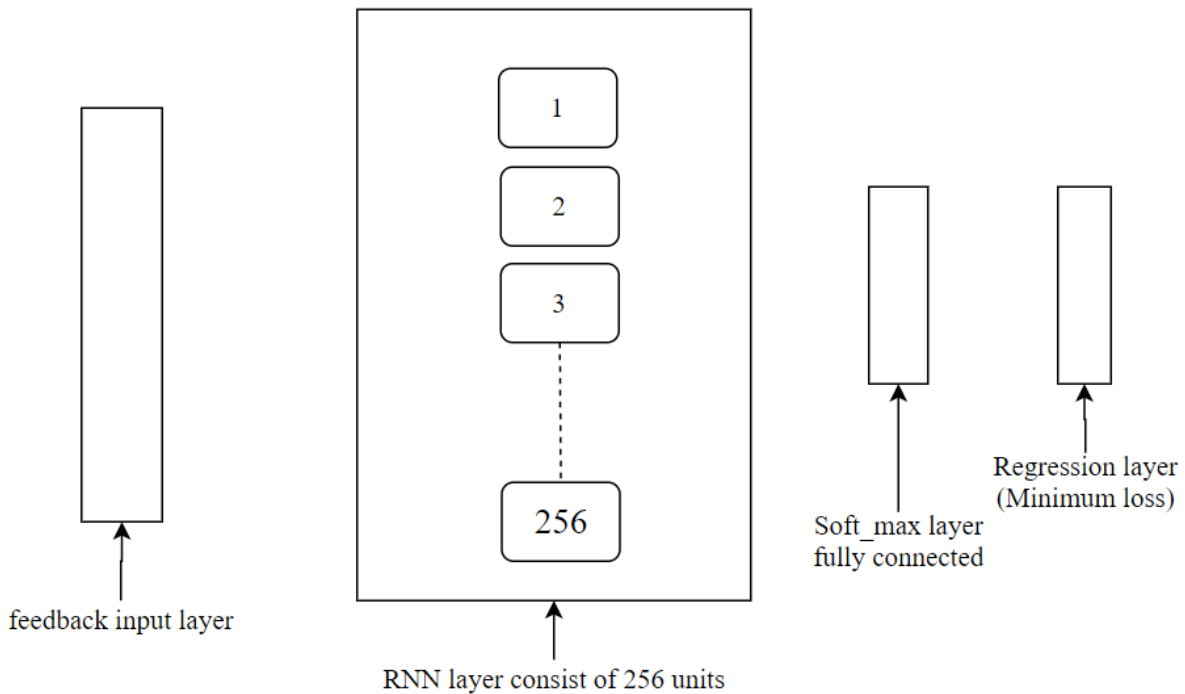 1
2
3
256
feedback input layer
RNN layer consist of 256 units
Soft_max layer
fully connected
Regression layer
(Minimum loss)